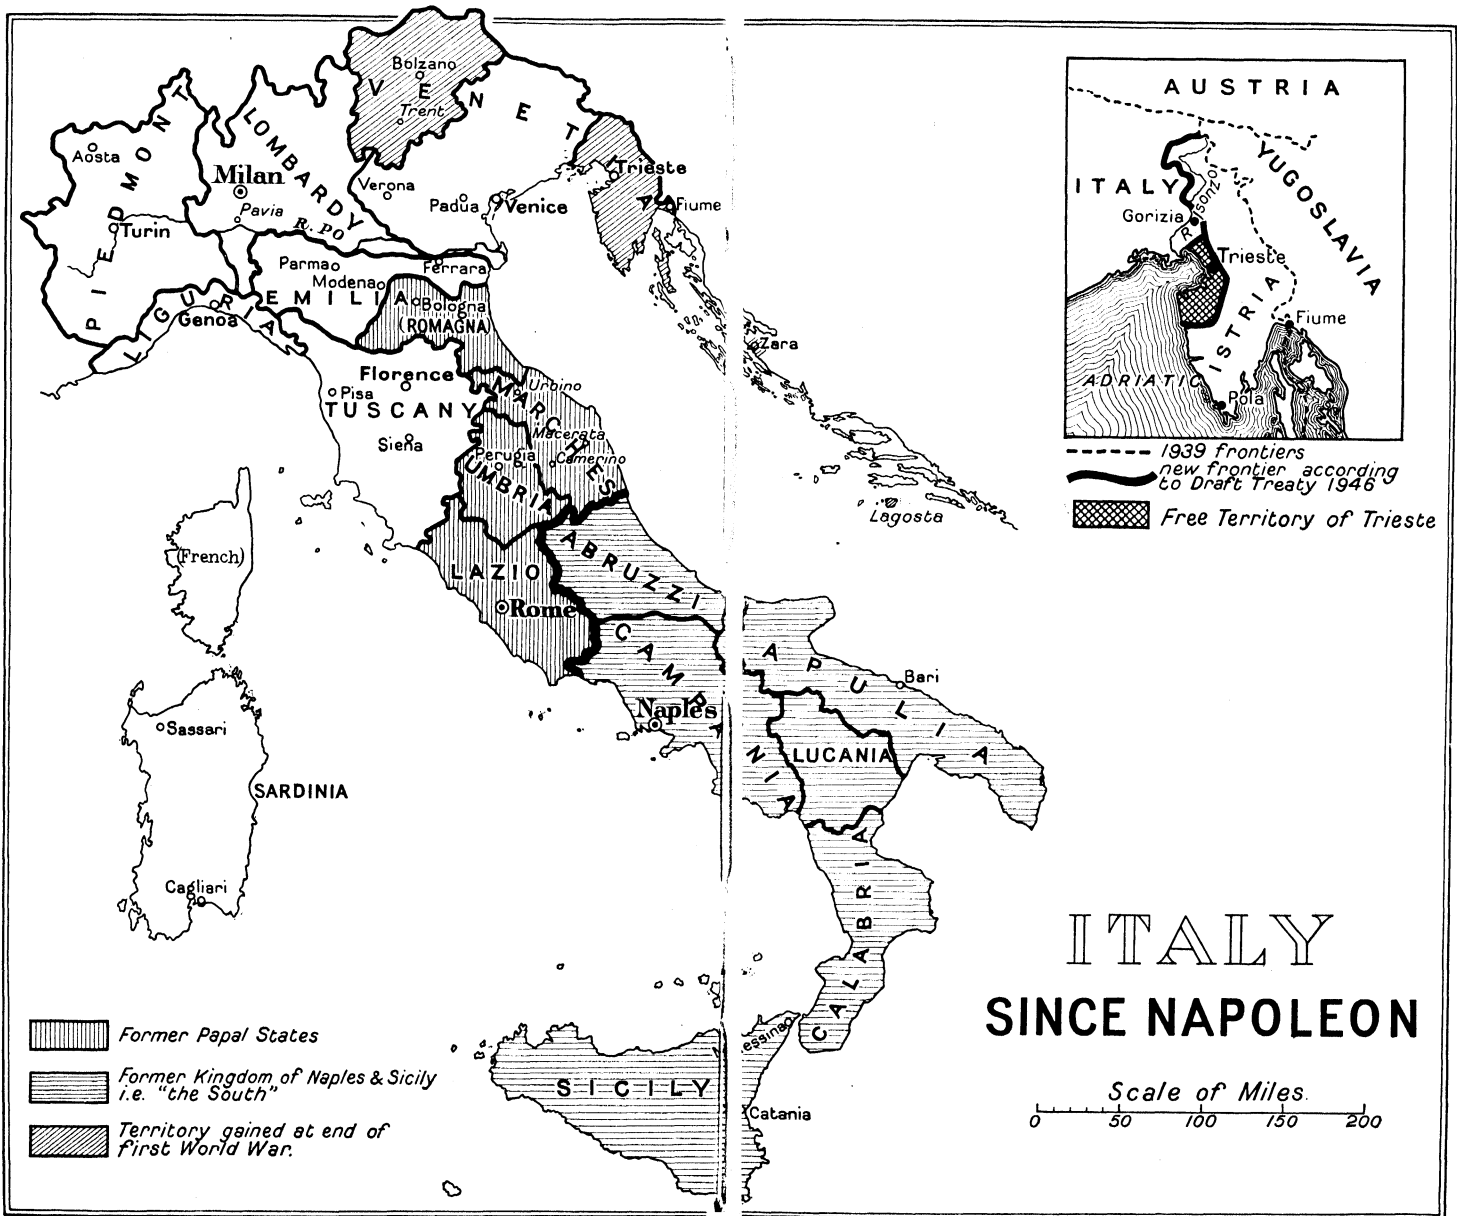 ITALY
SINCE NAPOLEON
Scale of Miles.
0 50 100 150 200
VENETIA
Bolzano
Trent
PIEDMONT
Aosta
Turin
LOMBARDY
Milan
Pavia
R. PO
Verona
Padua
Venice
Trieste
Fiume
LIGURIA
Genoa
EMILIA
Parma
Modena
Ferrara
Bologna
(ROMAGNA)
Zara
Florence
Pisa
TUSCANY
Siena
MARCHES
Urbino
Macerata
Camerino
UMBRIA
Perugia
Lagosta
(French)
LAZIO
Rome
ABRUZZI
CAMPANIA
Naples
APULIA
Bari
LUCANIA
CALABRIA
Sassari
SARDINIA
Cagliari
SICILY
Messina
Catania
Former Papal States
Former Kingdom of Naples & Sicily
i.e. "the South"
Territory gained at end of
first World War.
AUSTRIA
ITALY
YUGOSLAVIA
R. Isonzo
Gorizia
Trieste
ISTRIA
Fiume
ADRIATIC
Pola
1939 frontiers
new frontier according
to Draft Treaty 1946
Free Territory of Trieste